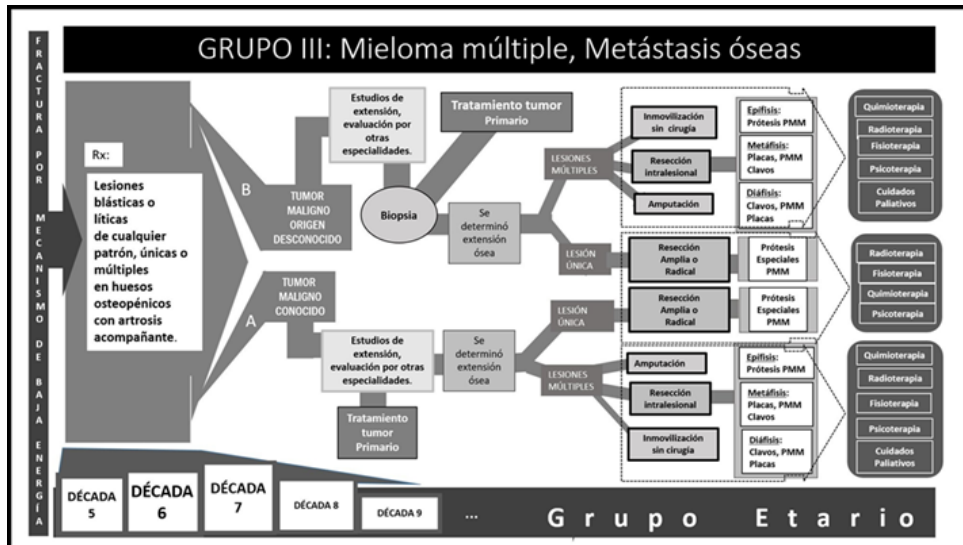 GRUPO III: Mieloma múltiple, Metástasis óseas
FRACTURA POR MECANISMO DE BAJA ENERGÍA
Rx:
Lesiones
blásticas o
líticas
de cualquier
patrón, únicas o
múltiples
en huesos
osteopénicos
con artrosis
acompañante.
B
TUMOR
MALIGNO
ORIGEN
DESCONOCIDO
Estudios de
extensión,
evaluación por
otras
especialidades.
Tratamiento tumor
Primario
Biopsia
Se
determinó
extensión
ósea
LESIONES
MÚLTIPLES
Inmovilización
sin cirugía
Resección
intralesional
Amputación
Epífisis:
Prótesis PMM
Metáfisis:
Placas, PMM
Clavos
Diáfisis:
Clavos, PMM
Placas
Quimioterapia
Radioterapia
Fisioterapia
Psicoterapia
Cuidados
Paliativos
LESIÓN
ÚNICA
Resección
Amplia o
Radical
Prótesis
Especiales
PMM
Radioterapia
Fisioterapia
Quimioterapia
Psicoterapia
A
TUMOR
MALIGNO
CONOCIDO
Estudios de extensión,
evaluación por otras
especialidades.
Tratamiento
tumor
Primario
Se
determinó
extensión
ósea
LESIÓN
ÚNICA
Resección
Amplia o
Radical
Prótesis
Especiales
PMM
LESIONES
MÚLTIPLES
Amputación
Resección
intralesional
Inmovilización
sin cirugía
Epífisis:
Prótesis PMM
Metáfisis:
Placas, PMM
Clavos
Diáfisis:
Clavos, PMM
Placas
Quimioterapia
Radioterapia
Fisioterapia
Psicoterapia
Cuidados
Paliativos
DÉCADA
5
DÉCADA
6
DÉCADA
7
DÉCADA 8
DÉCADA 9
...
Grupo Etario